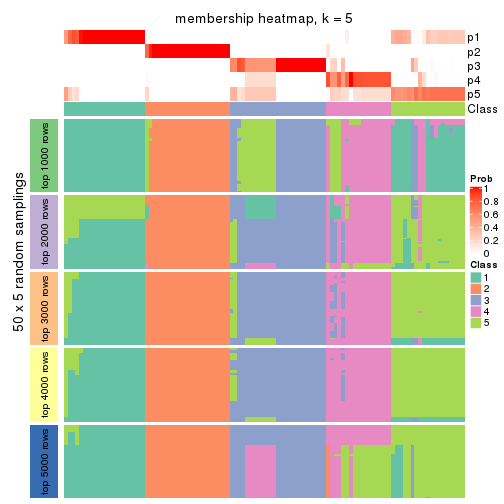 membership heatmap, k = 5
p1
p2
p3
p4
p5
Class
50 x 5 random samplings
top 1000 rows
top 2000 rows
top 3000 rows
top 4000 rows
top 5000 rows
Prob
1
0.8
0.6
0.4
0.2
0
Class
1
2
3
4
5